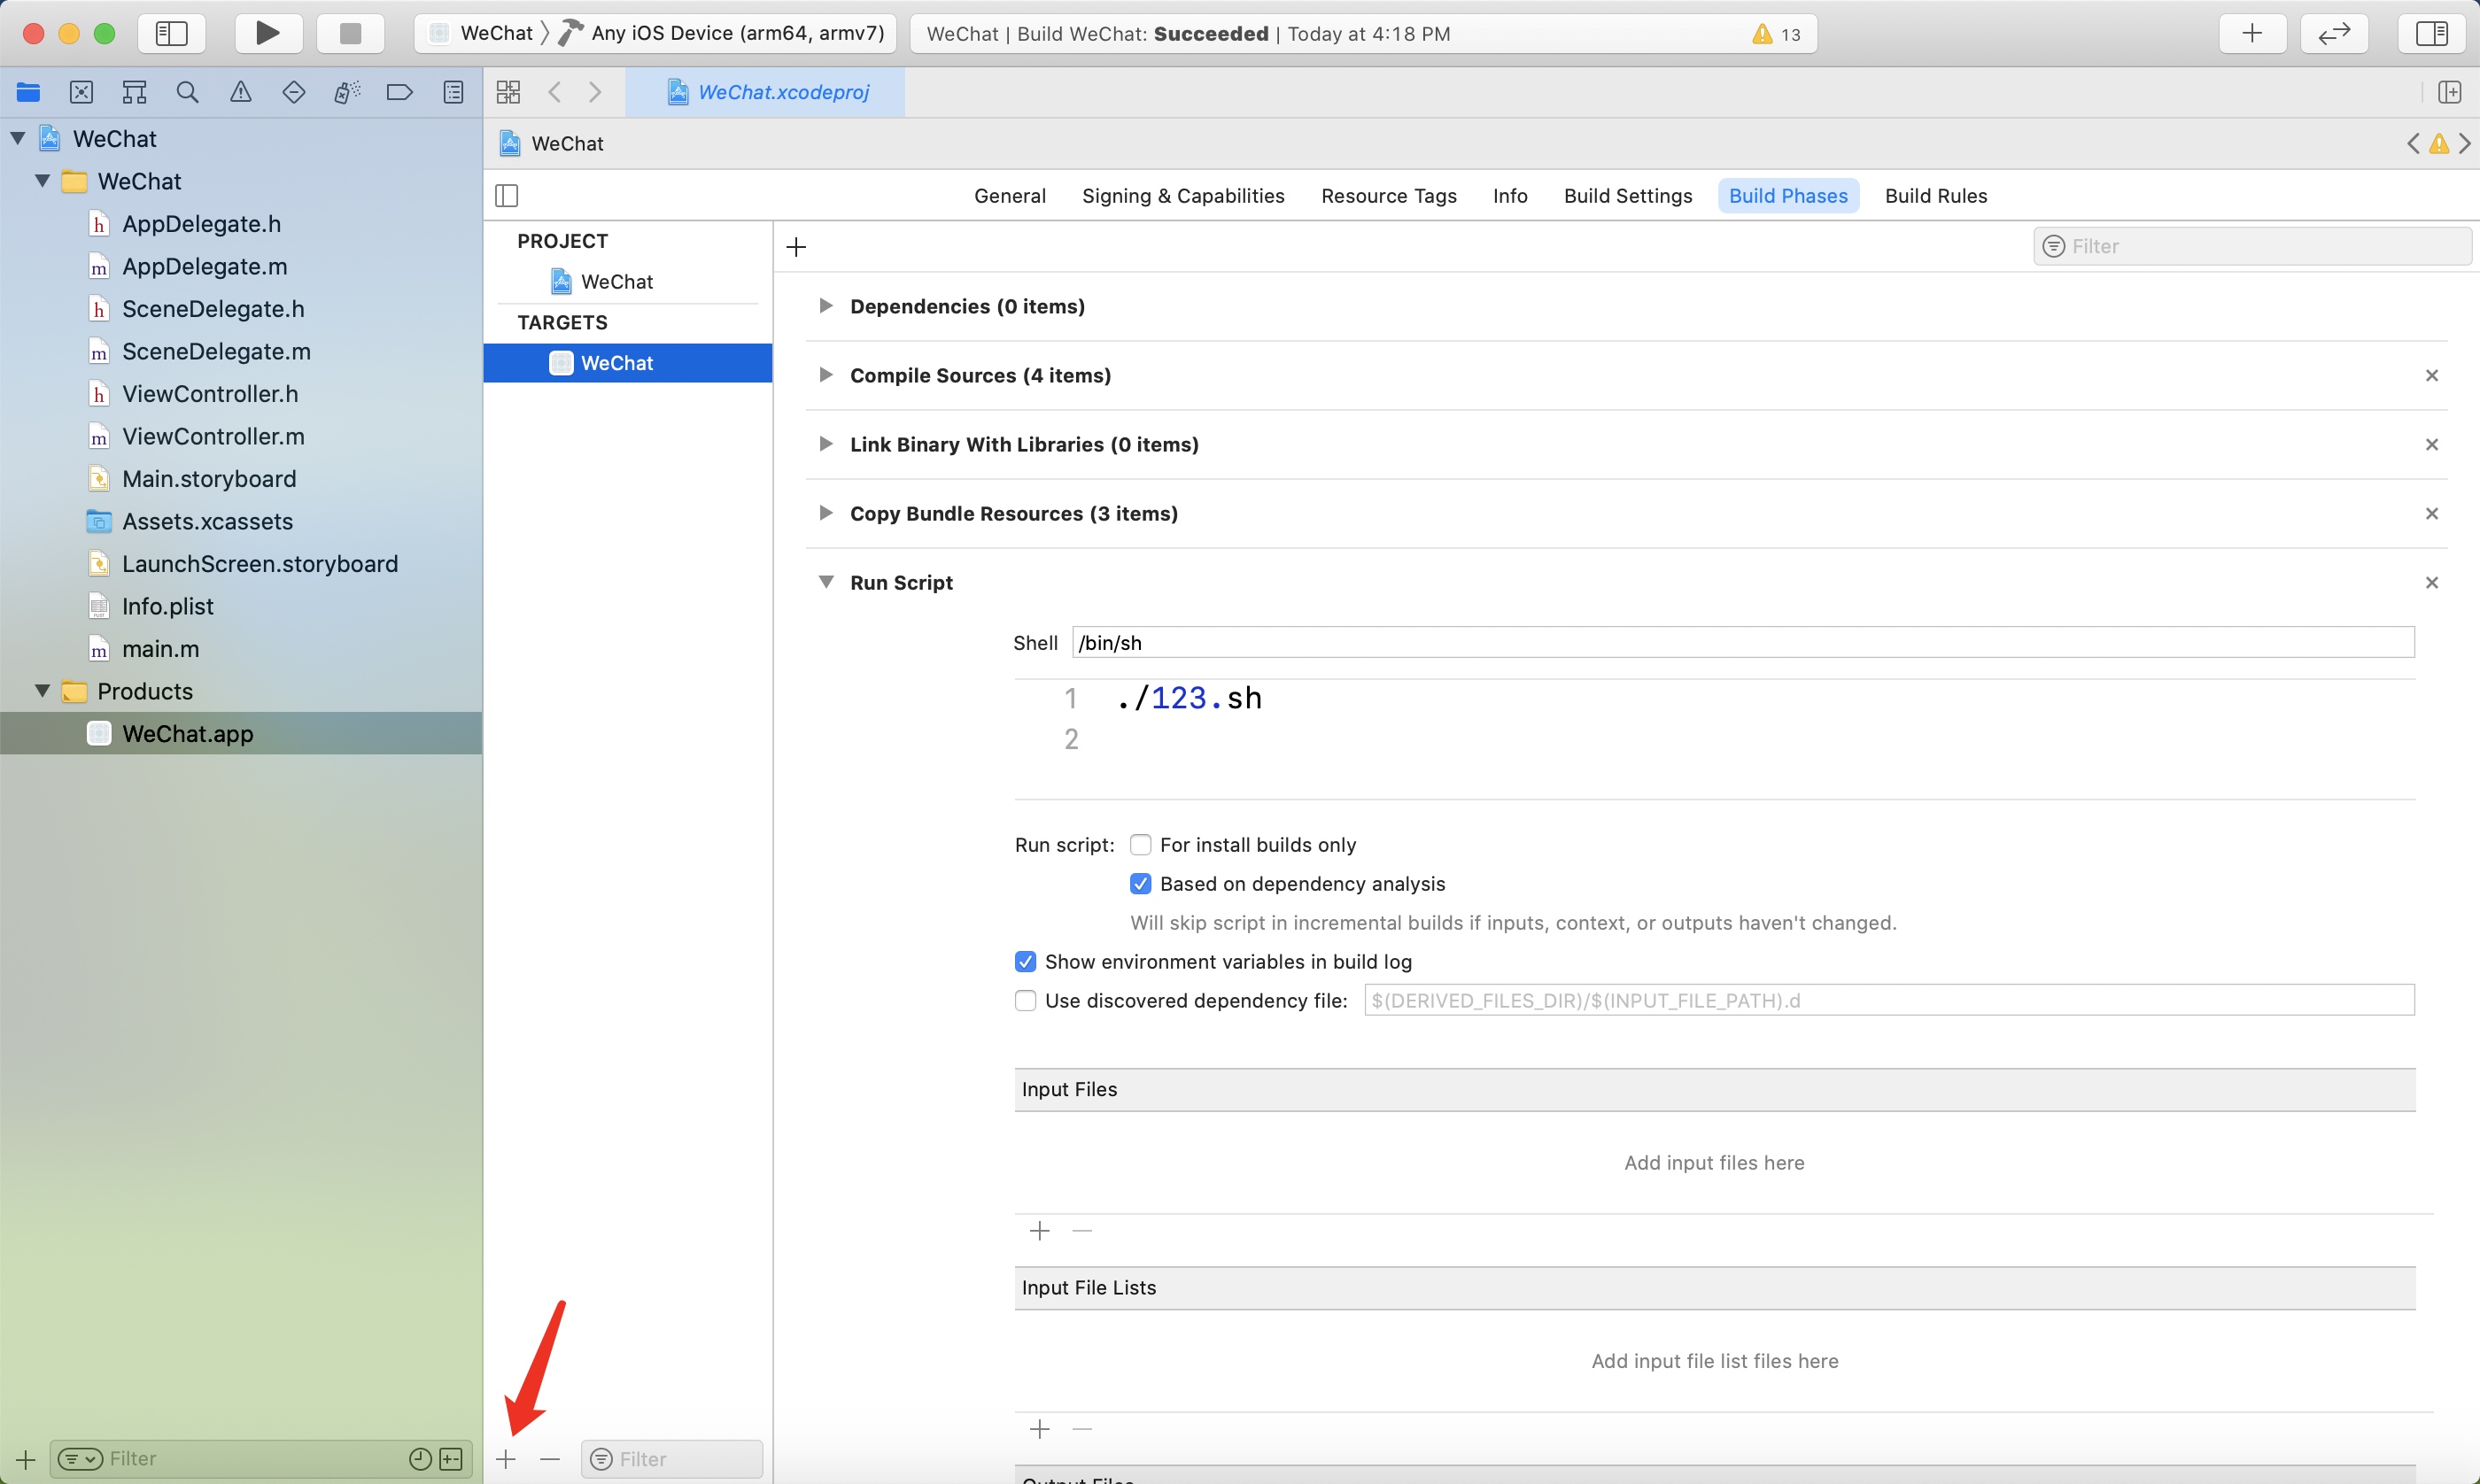 WeChat 〉 Any iOS Device (arm64, armv7)
WeChat | Build WeChat: Succeeded | Today at 4:18 PM
13
WeChat.xcodeproj
WeChat
WeChat
AppDelegate.h
AppDelegate.m
SceneDelegate.h
SceneDelegate.m
ViewController.h
ViewController.m
Main.storyboard
Assets.xcassets
LaunchScreen.storyboard
Info.plist
main.m
Products
WeChat.app
Filter
WeChat
General Signing & Capabilities Resource Tags Info Build Settings Build Phases Build Rules
PROJECT
WeChat
TARGETS
WeChat
Filter
Filter
Dependencies (0 items)
Compile Sources (4 items)
Link Binary With Libraries (0 items)
Copy Bundle Resources (3 items)
Run Script
Shell /bin/sh
1 ./123.sh
2
Run script: For install builds only
Based on dependency analysis
Will skip script in incremental builds if inputs, context, or outputs haven't changed.
Show environment variables in build log
Use discovered dependency file: $(DERIVED_FILES_DIR)/$(INPUT_FILE_PATH).d
Input Files
Add input files here
Input File Lists
Add input file list files here
Output Files